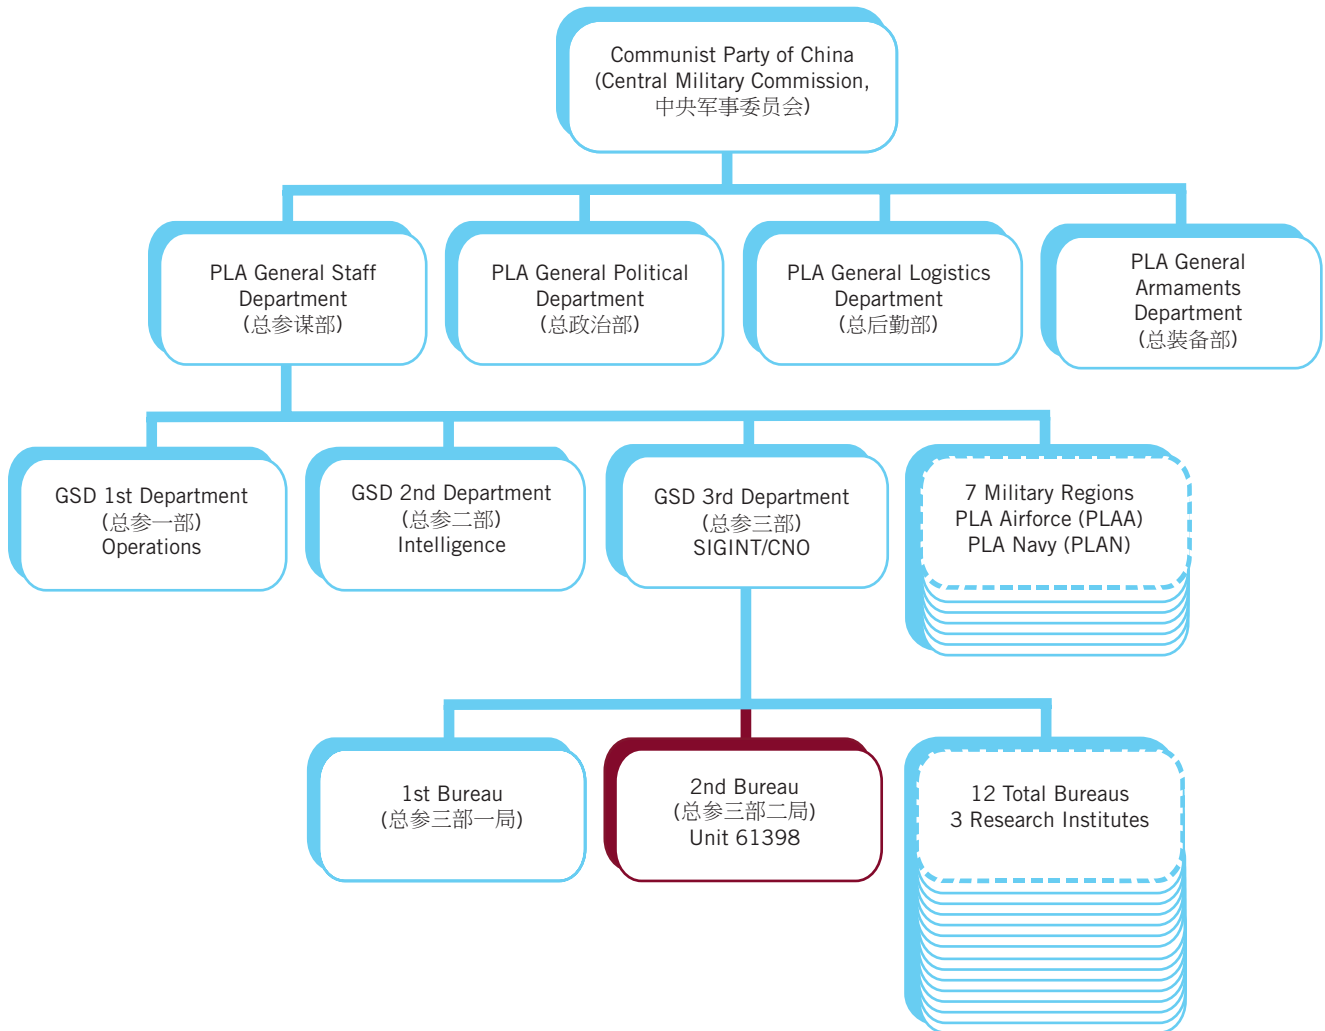 Communist Party of China
(Central Military Commission,
中央军事委员会)
PLA General Staff
Department
(总参谋部)
PLA General Political
Department
(总政治部)
PLA General Logistics
Department
(总后勤部)
PLA General
Armaments
Department
(总装备部)
GSD 1st Department
(总参一部)
Operations
GSD 2nd Department
(总参二部)
Intelligence
GSD 3rd Department
(总参三部)
SIGINT/CNO
7 Military Regions
PLA Airforce (PLAA)
PLA Navy (PLAN)
1st Bureau
(总参三部一局)
2nd Bureau
(总参三部二局)
Unit 61398
12 Total Bureaus
3 Research Institutes